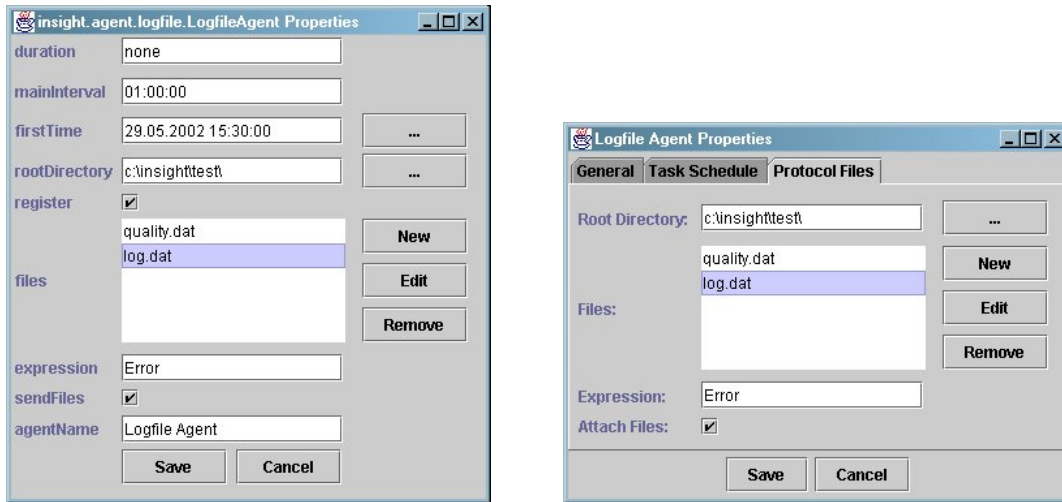 insight.agent.logfile.LogfileAgent Properties
duration none
mainInterval 01:00:00
firstTime 29.05.2002 15:30:00 ...
rootDirectory c:\insight\test\ ...
register
quality.dat New
log.dat
files Edit
Remove
expression Error
sendFiles
agentName Logfile Agent
Save Cancel
Logfile Agent Properties
General Task Schedule Protocol Files
Root Directory: c:\insight\test\ ...
quality.dat New
log.dat
Files: Edit
Remove
Expression: Error
Attach Files:
Save Cancel